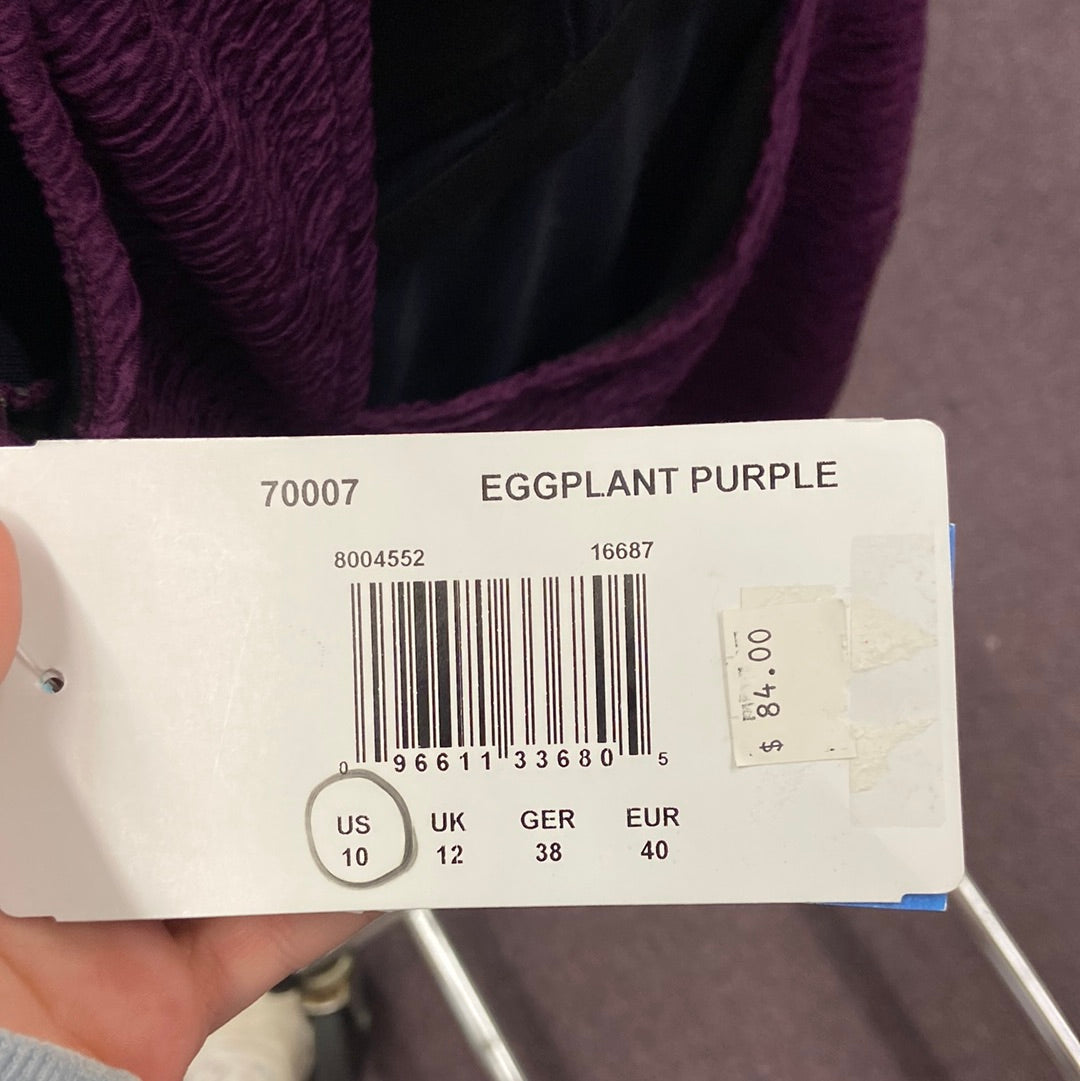 70007 EGGPLANT PURPLE
8004552 16687
$ 84.00
0 96611 33680 5
US UK GER EUR
10 12 38 40